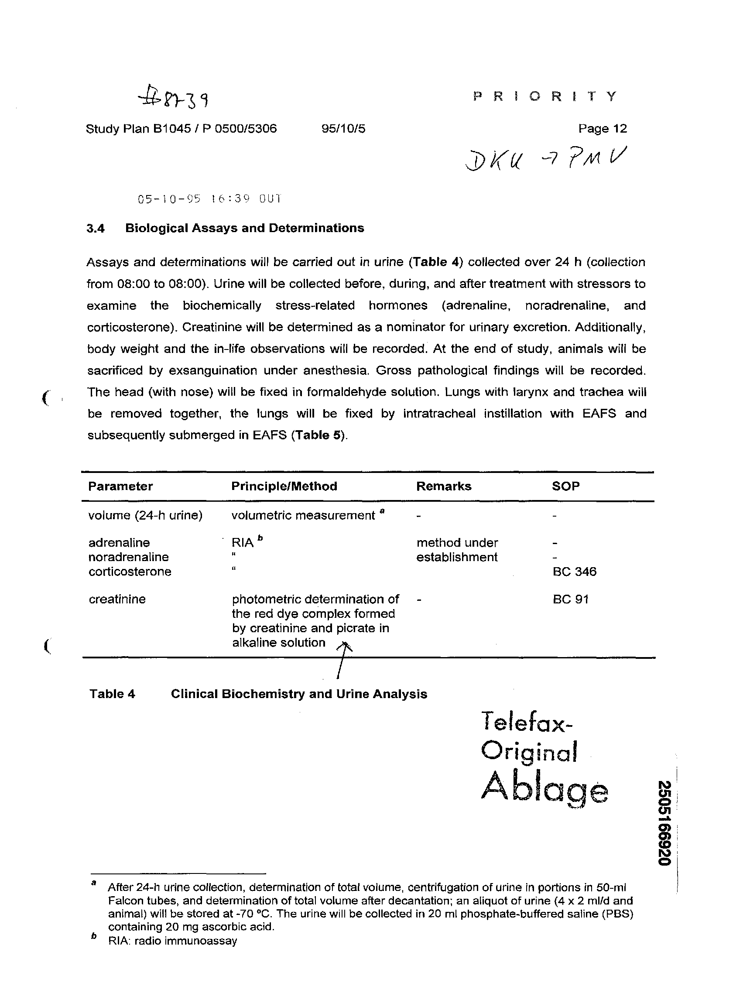 #8739
PRIORITY
Study Plan B1045 / P 0500/5306 95/10/5 Page 12
DKU → PMV
05-10-95 16:39 OUT
3.4 Biological Assays and Determinations
Assays and determinations will be carried out in urine (Table 4) collected over 24 h (collection
from 08:00 to 08:00). Urine will be collected before, during, and after treatment with stressors to
examine the biochemically stress-related hormones (adrenaline, noradrenaline, and
corticosterone). Creatinine will be determined as a nominator for urinary excretion. Additionally,
body weight and the in-life observations will be recorded. At the end of study, animals will be
sacrificed by exsanguination under anesthesia. Gross pathological findings will be recorded.
The head (with nose) will be fixed in formaldehyde solution. Lungs with larynx and trachea will
be removed together, the lungs will be fixed by intratracheal instillation with EAFS and
subsequently submerged in EAFS (Table 5).
Parameter Principle/Method Remarks SOP
volume (24-h urine) volumetric measurement a - -
adrenaline RIA b method under -
noradrenaline " establishment -
corticosterone " BC 346
creatinine photometric determination of - BC 91
the red dye complex formed
by creatinine and picrate in
alkaline solution
Table 4 Clinical Biochemistry and Urine Analysis
Telefax-
Original
Ablage
2505166920
a After 24-h urine collection, determination of total volume, centrifugation of urine in portions in 50-ml
Falcon tubes, and determination of total volume after decantation; an aliquot of urine (4 x 2 ml/d and
animal) will be stored at -70 °C. The urine will be collected in 20 ml phosphate-buffered saline (PBS)
containing 20 mg ascorbic acid.
b RIA: radio immunoassay